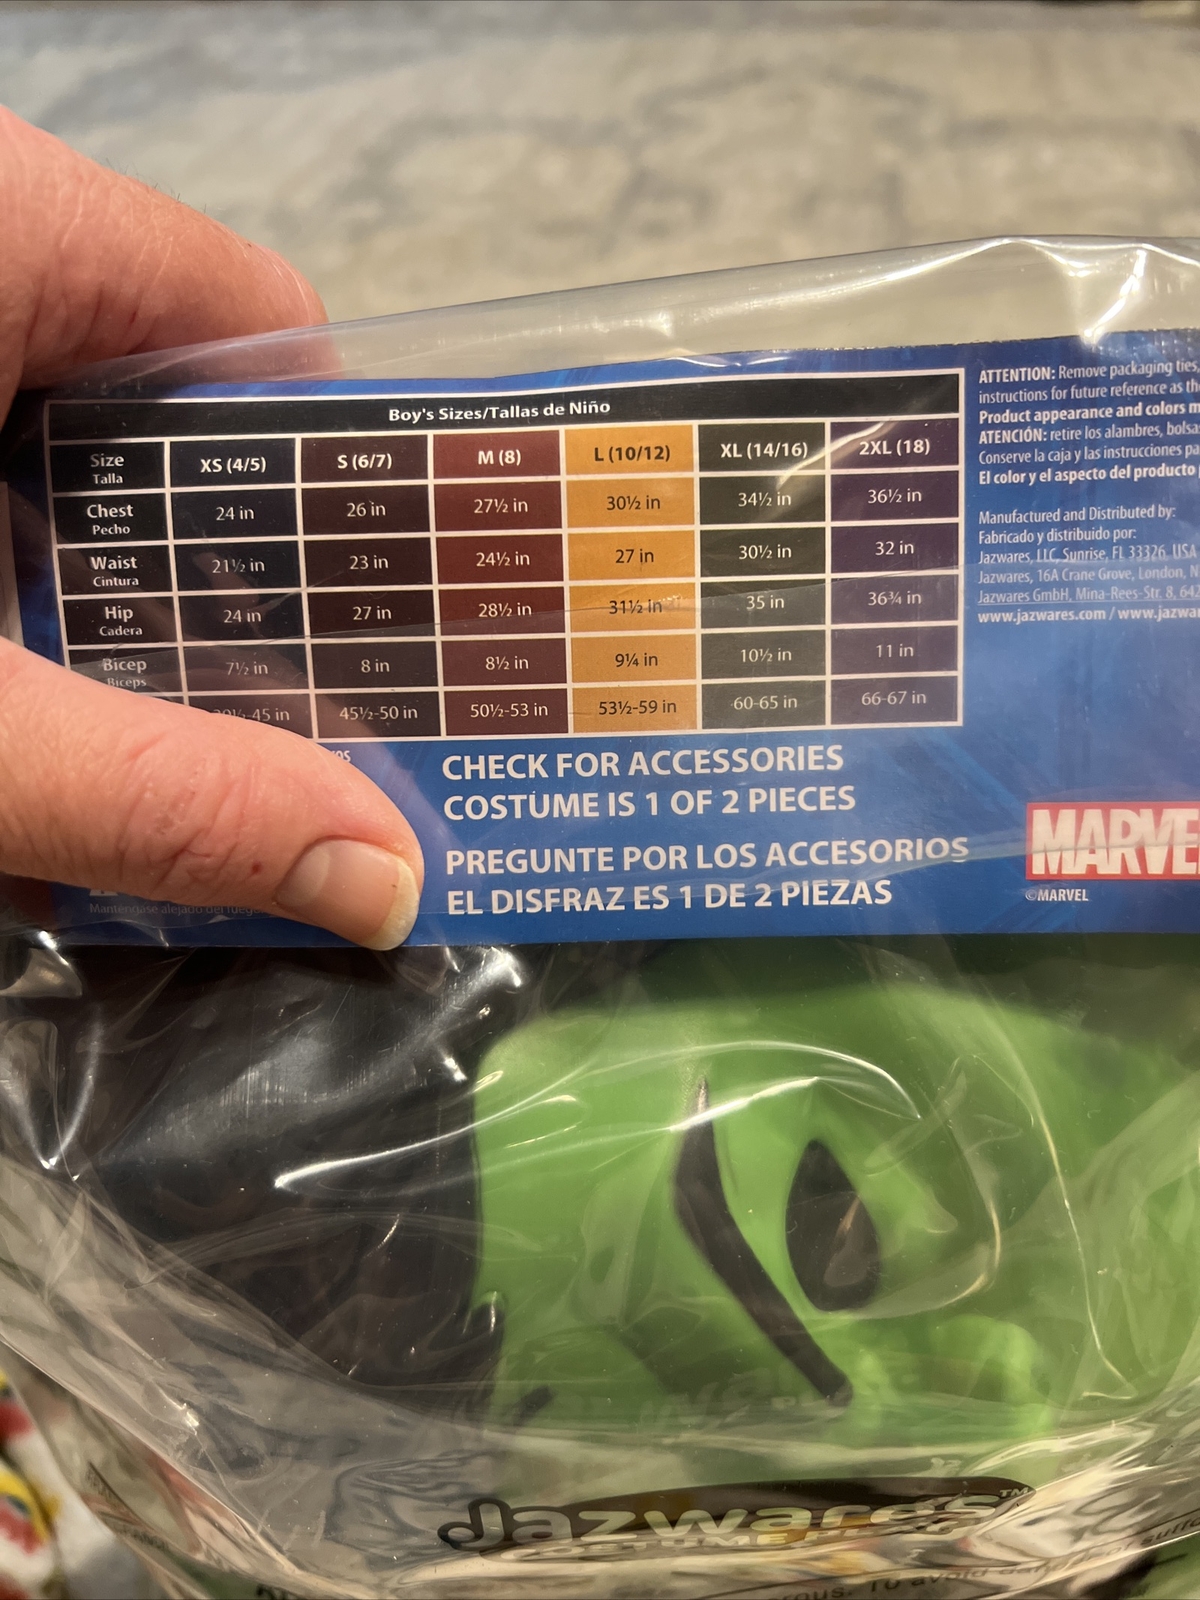 Boy's Sizes/Tallas de Niño
Size XS (4/5) S (6/7) M (8) L (10/12) XL (14/16) 2XL (18)
Talla
Chest 24 in 26 in 27½ in 30½ in 34½ in 36½ in
Pecho
Waist 21½ in 23 in 24½ in 27 in 30½ in 32 in
Cintura
Hip 24 in 27 in 28½ in 31½ in 35 in 36¾ in
Cadera
Bicep 7½ in 8 in 8½ in 9¼ in 10½ in 11 in
Biceps
-45 in 45½-50 in 50½-53 in 53½-59 in 60-65 in 66-67 in
CHECK FOR ACCESSORIES
COSTUME IS 1 OF 2 PIECES
PREGUNTE POR LOS ACCESORIOS
EL DISFRAZ ES 1 DE 2 PIEZAS
Manténgase alejado del fuego
ATTENTION: Remove packaging ties,
instructions for future reference as
Product appearance and colors
ATENCIÓN: retire los alambres,
Conserve la caja y las instrucciones
El color y el aspecto del producto
Manufactured and Distributed by:
Fabricado y distribuido por:
Jazwares, LLC, Sunrise, FL 33326. USA
Jazwares, 16A Crane Grove, London,
Jazwares GmbH, Mina-Rees-Str. 8,
www.jazwares.com / www.
MARVEL
©MARVEL
Jazwares™
COSTUME
To avoid